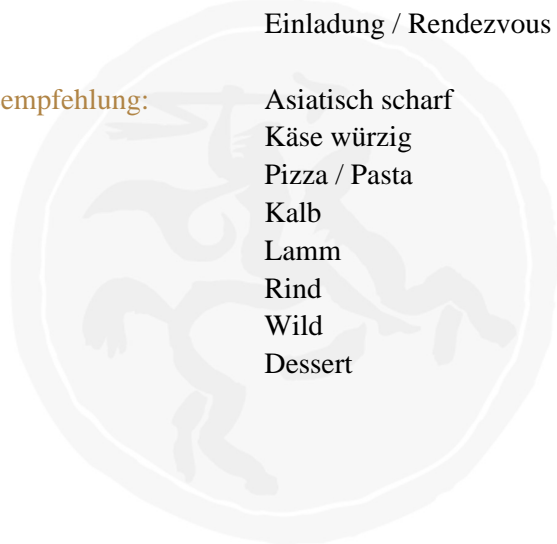 Einladung / Rendezvous
empfehlung: Asiatisch scharf
Käse würzig
Pizza / Pasta
Kalb
Lamm
Rind
Wild
Dessert